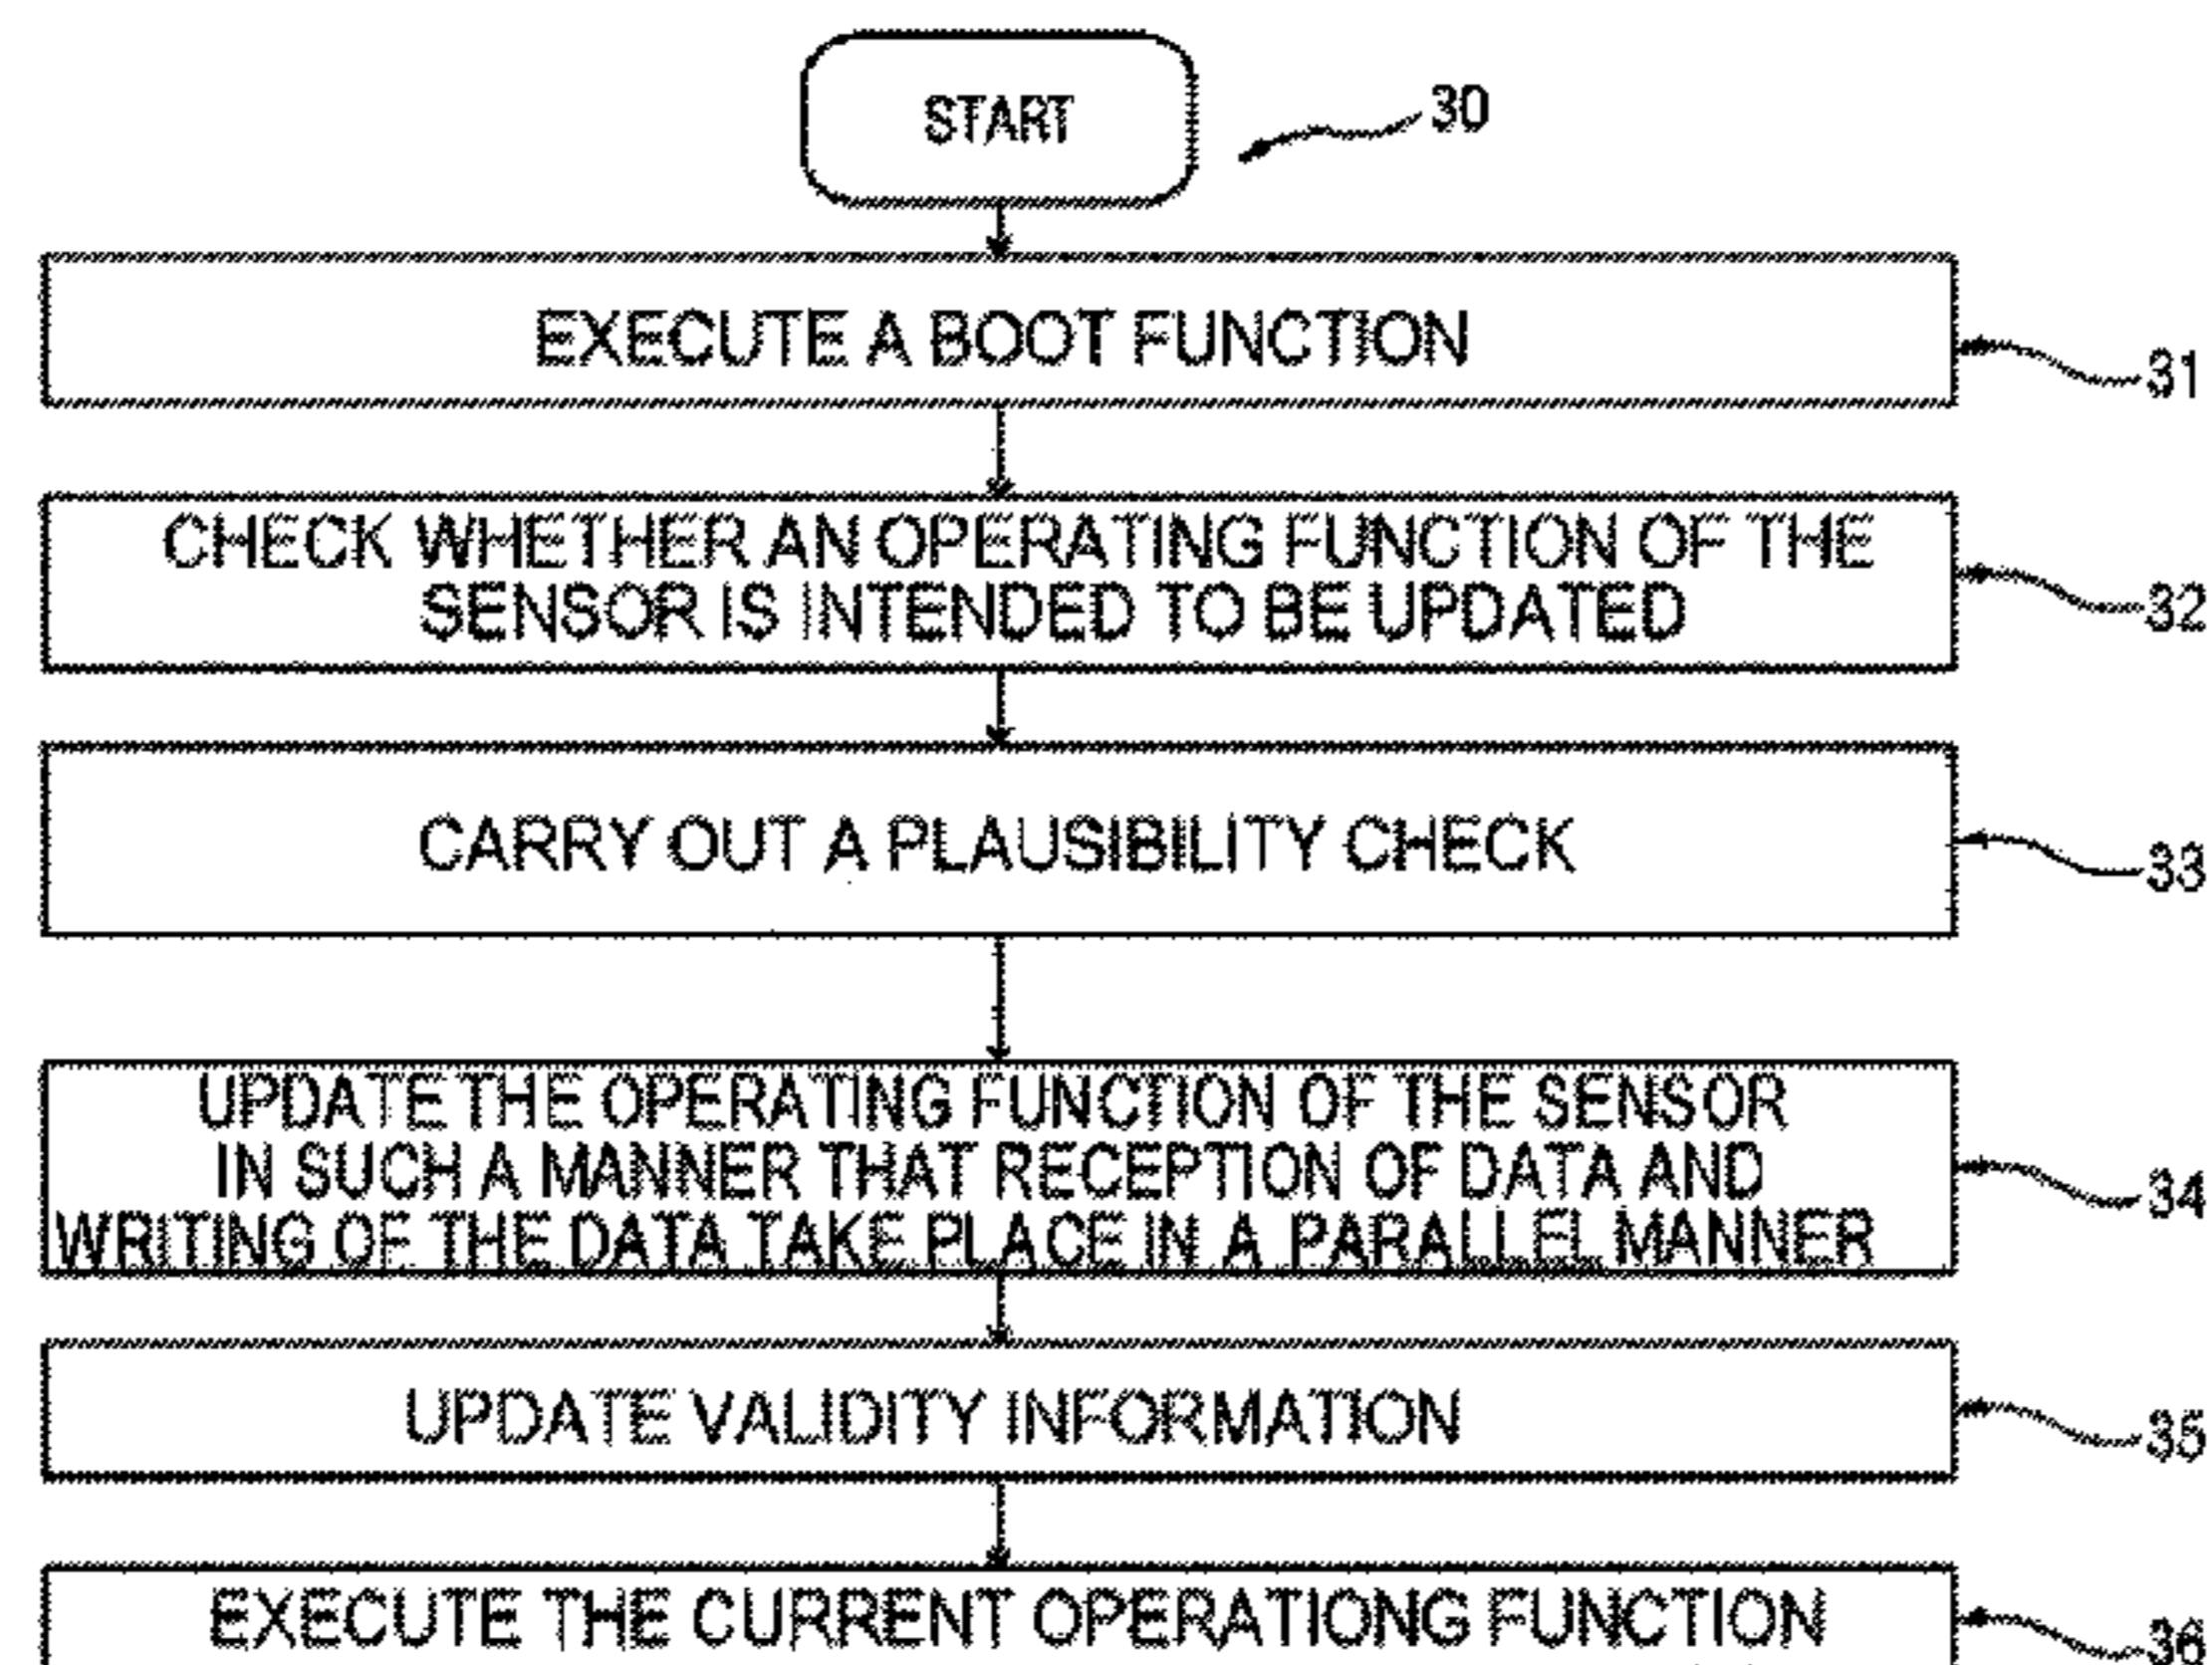 START
30
EXECUTE A BOOT FUNCTION
31
CHECK WHETHER AN OPERATING FUNCTION OF THE
SENSOR IS INTENDED TO BE UPDATED
32
CARRY OUT A PLAUSIBILITY CHECK
33
UPDATE THE OPERATING FUNCTION OF THE SENSOR
IN SUCH A MANNER THAT RECEPTION OF DATA AND
WRITING OF THE DATA TAKE PLACE IN A PARALLEL MANNER
34
UPDATE VALIDITY INFORMATION
35
EXECUTE THE CURRENT OPERATIONG FUNCTION
36